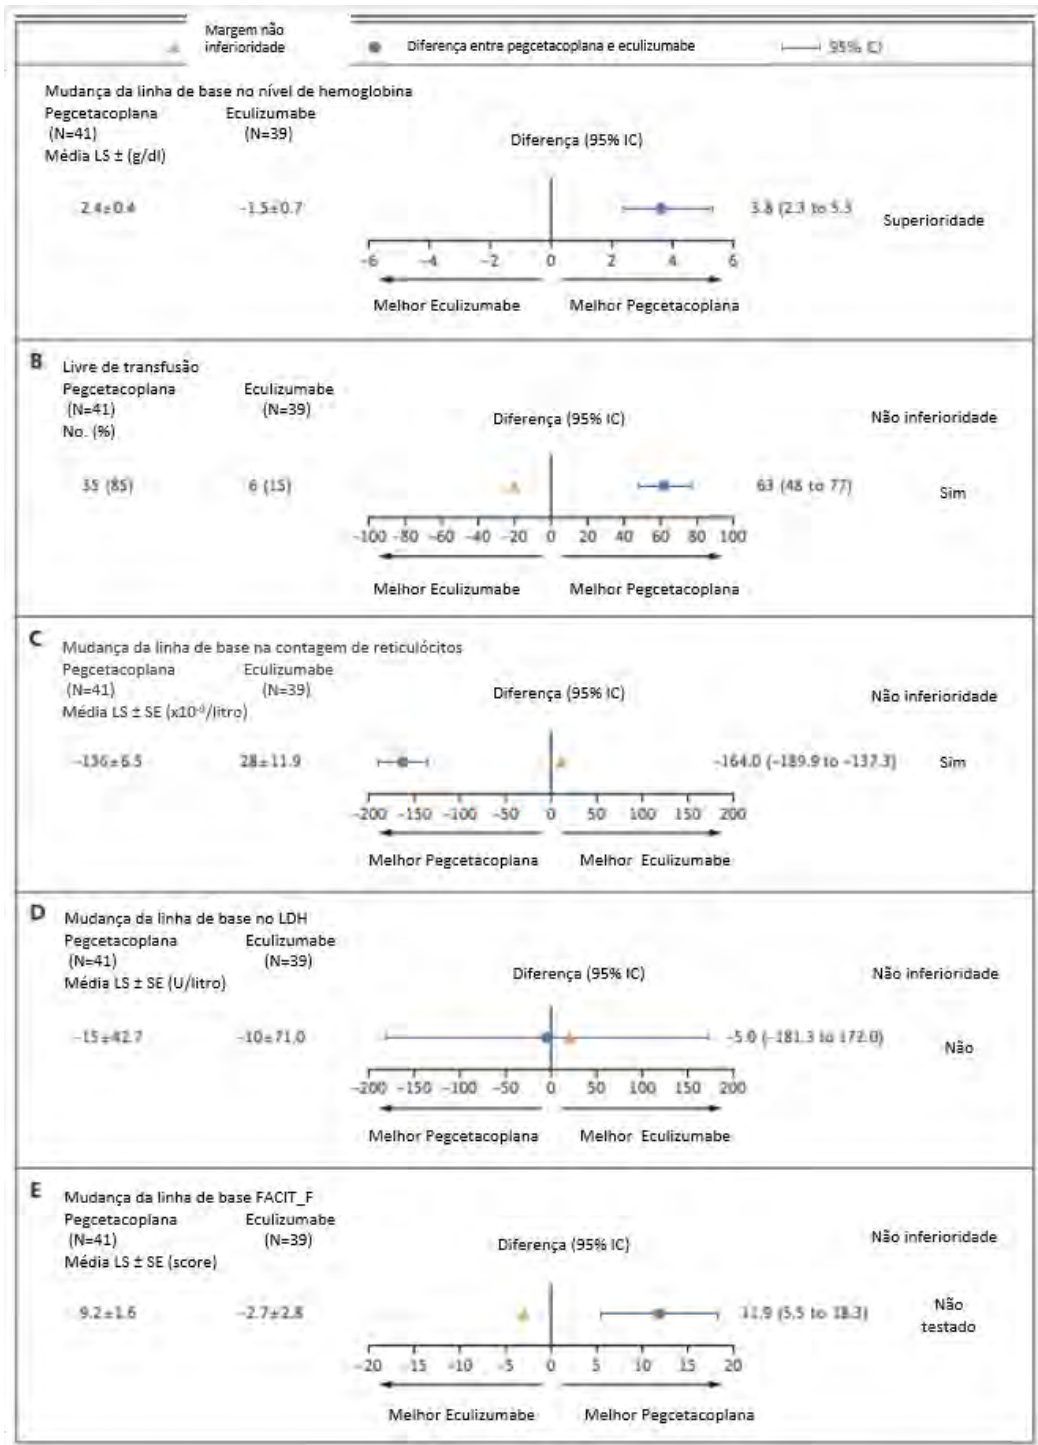 Margem não
inferioridade
Diferença entre pegcetacoplana e eculizumabe
95% IC
Mudança da linha de base no nível de hemoglobina
Pegcetacoplana Eculizumabe
(N=41) (N=39)
Média LS ± (g/dl)
Diferença (95% IC)
2.4±0.4 -1.5±0.7 3.8 (2.3 to 5.3 Superioridade
-6 -4 -2 0 2 4 6
Melhor Eculizumabe Melhor Pegcetacoplana
B Livre de transfusão
Pegcetacoplana Eculizumabe
(N=41) (N=39)
No. (%)
Diferença (95% IC) Não inferioridade
35 (85) 6 (15) 63 (48 to 77) Sim
-100 -80 -60 -40 -20 0 20 40 60 80 100
Melhor Eculizumabe Melhor Pegcetacoplana
C Mudança da linha de base na contagem de reticulócitos
Pegcetacoplana Eculizumabe
(N=41) (N=39)
Média LS ± SE
Diferença (95% IC) Não inferioridade
-136±6.5 28±11.9 -164.0 (-189.9 to -137.3) Sim
-200 -150 -100 -50 0 50 100 150 200
Melhor Pegcetacoplana Melhor Eculizumabe
D Mudança da linha de base no LDH
Pegcetacoplana Eculizumabe
(N=41) (N=39)
Média LS ± SE (U/litro)
Diferença (95% IC) Não inferioridade
-15±42.7 -10±71.0 -5.0 (-181.3 to 172.0) Não
-200 -150 -100 -50 0 50 100 150 200
Melhor Pegcetacoplana Melhor Eculizumabe
E Mudança da linha de base FACIT_F
Pegcetacoplana Eculizumabe
(N=41) (N=39)
Média LS ± SE (score)
Diferença (95% IC) Não inferioridade
9.2±1.6 -2.7±2.8 11.9 (5.5 to 18.3) Não
testado
-20 -15 -10 -5 0 5 10 15 20
Melhor Eculizumabe Melhor Pegcetacoplana